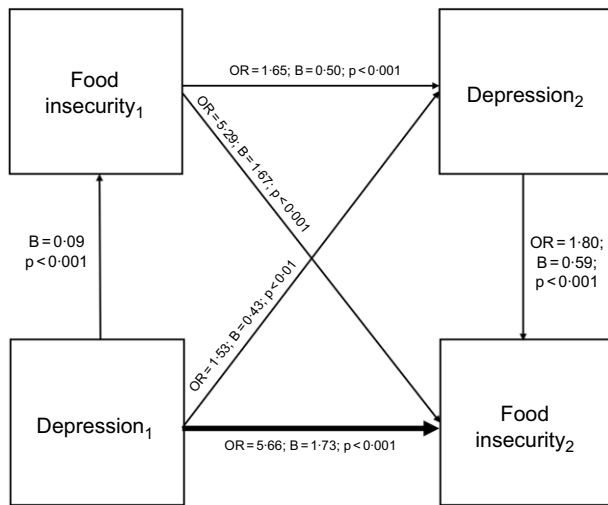 Food
insecurity₁
OR = 1·65; B = 0·50; p < 0·001
Depression₂
OR = 5·29; B = 1·67; p < 0·001
B = 0·09
p < 0·001
OR = 1·80;
B = 0·59;
p < 0·001
OR = 1·53; B = 0·43; p < 0·01
Depression₁
OR = 5·66; B = 1·73; p < 0·001
Food
insecurity₂